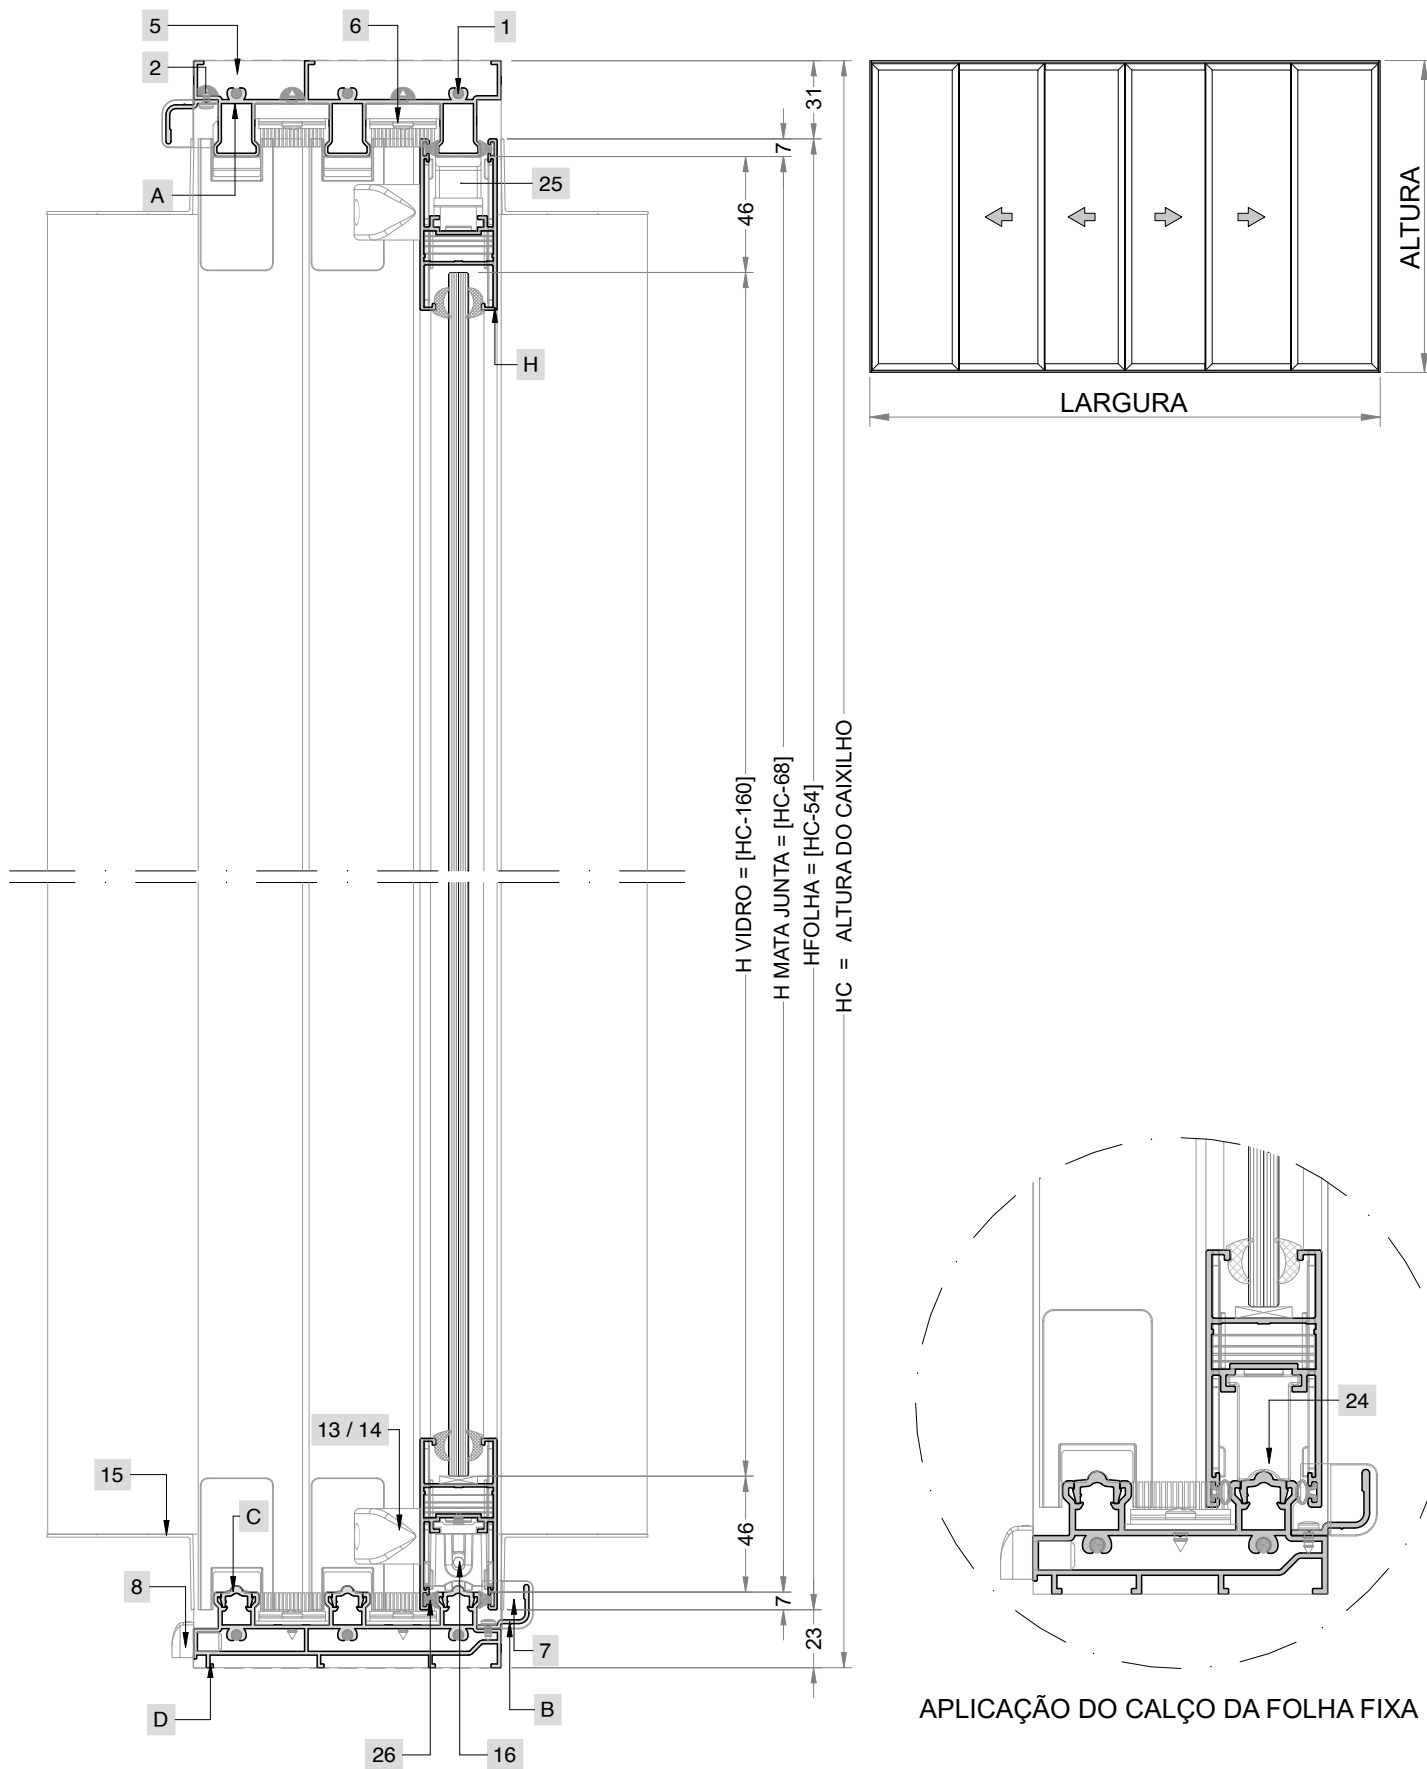 5
6
1
2
31
7
A
25
46
ALTURA
H
LARGURA
H VIDRO = [HC-160]
H MATA JUNTA = [HC-68]
HFOLHA = [HC-54]
HC = ALTURA DO CAIXILHO
13 / 14
15
C
46
24
8
7
23
7
D
B
26
16
APLICAÇÃO DO CALÇO DA FOLHA FIXA